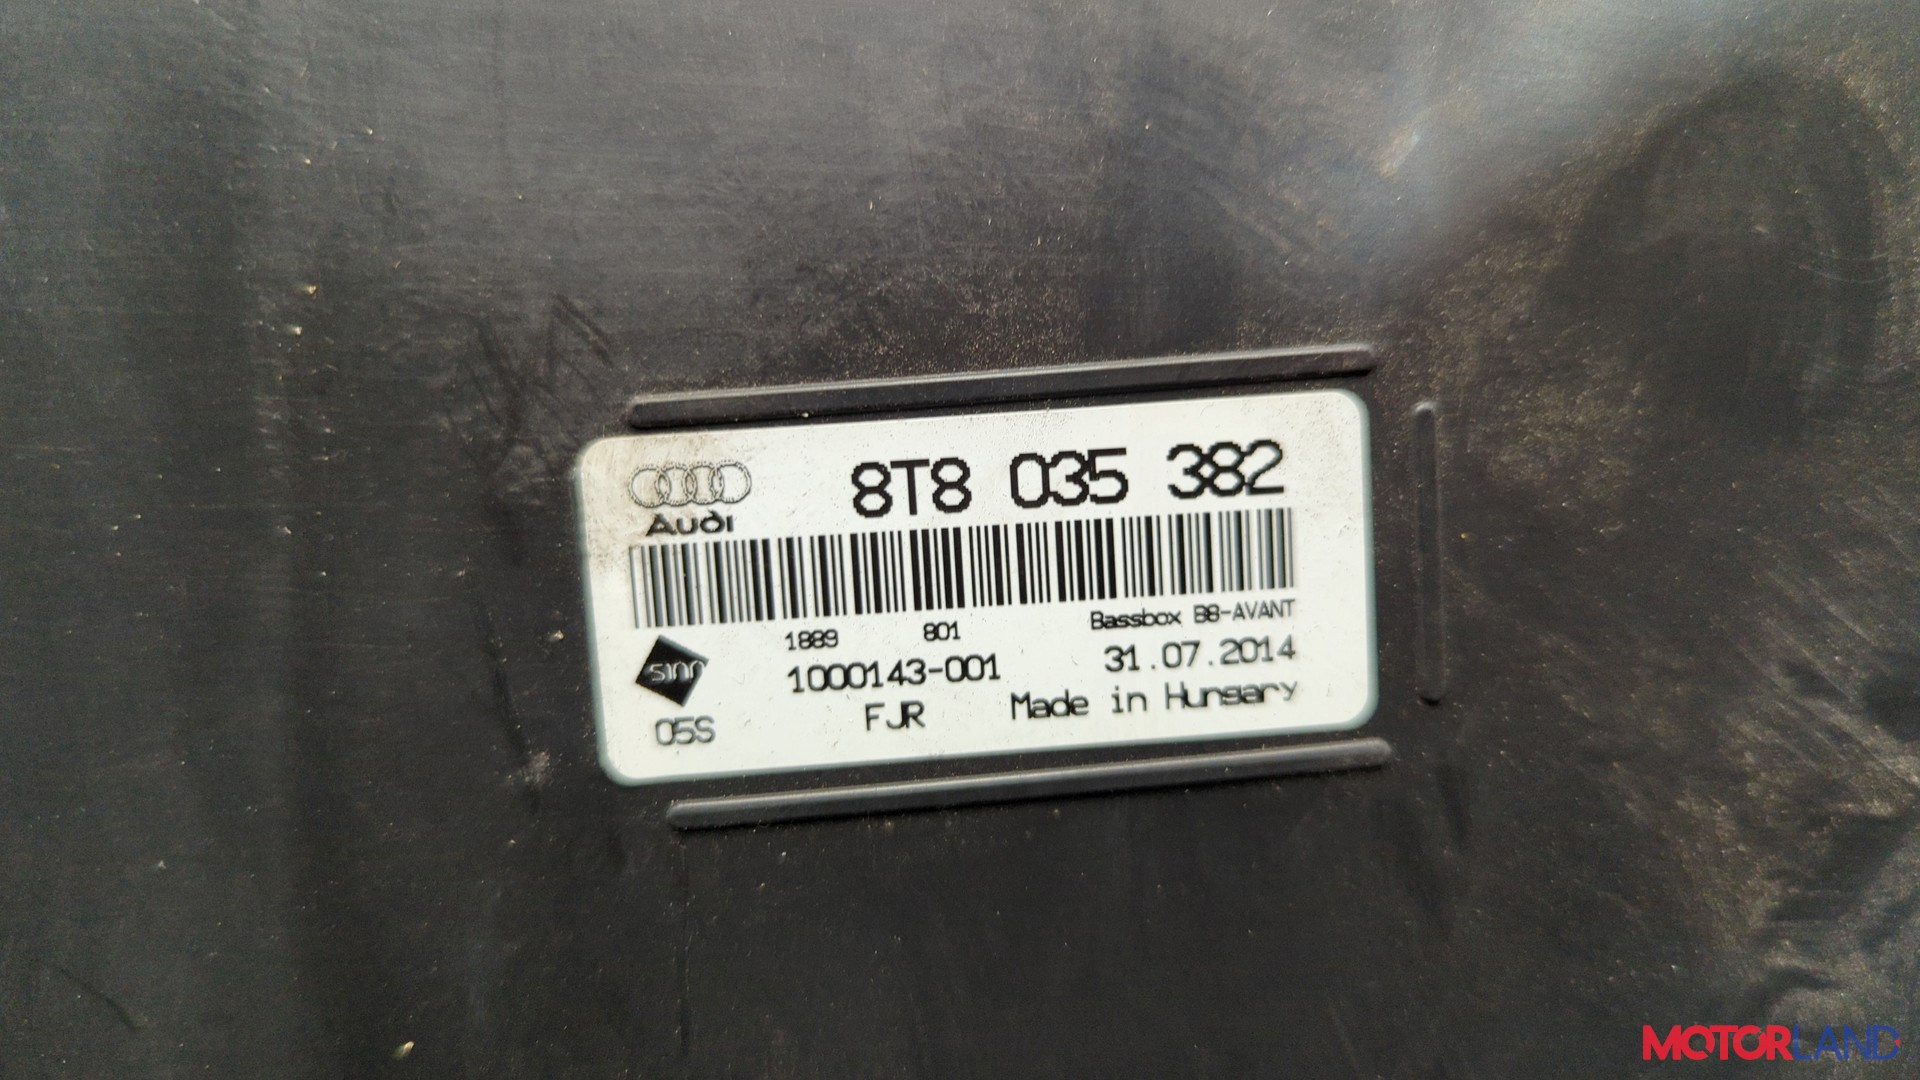 8T8 035 382
Audi
1889 801 Bassbox B8-AVANT
1000143-001 31.07.2014
05S FJR Made in Hungary
MOTORLAND